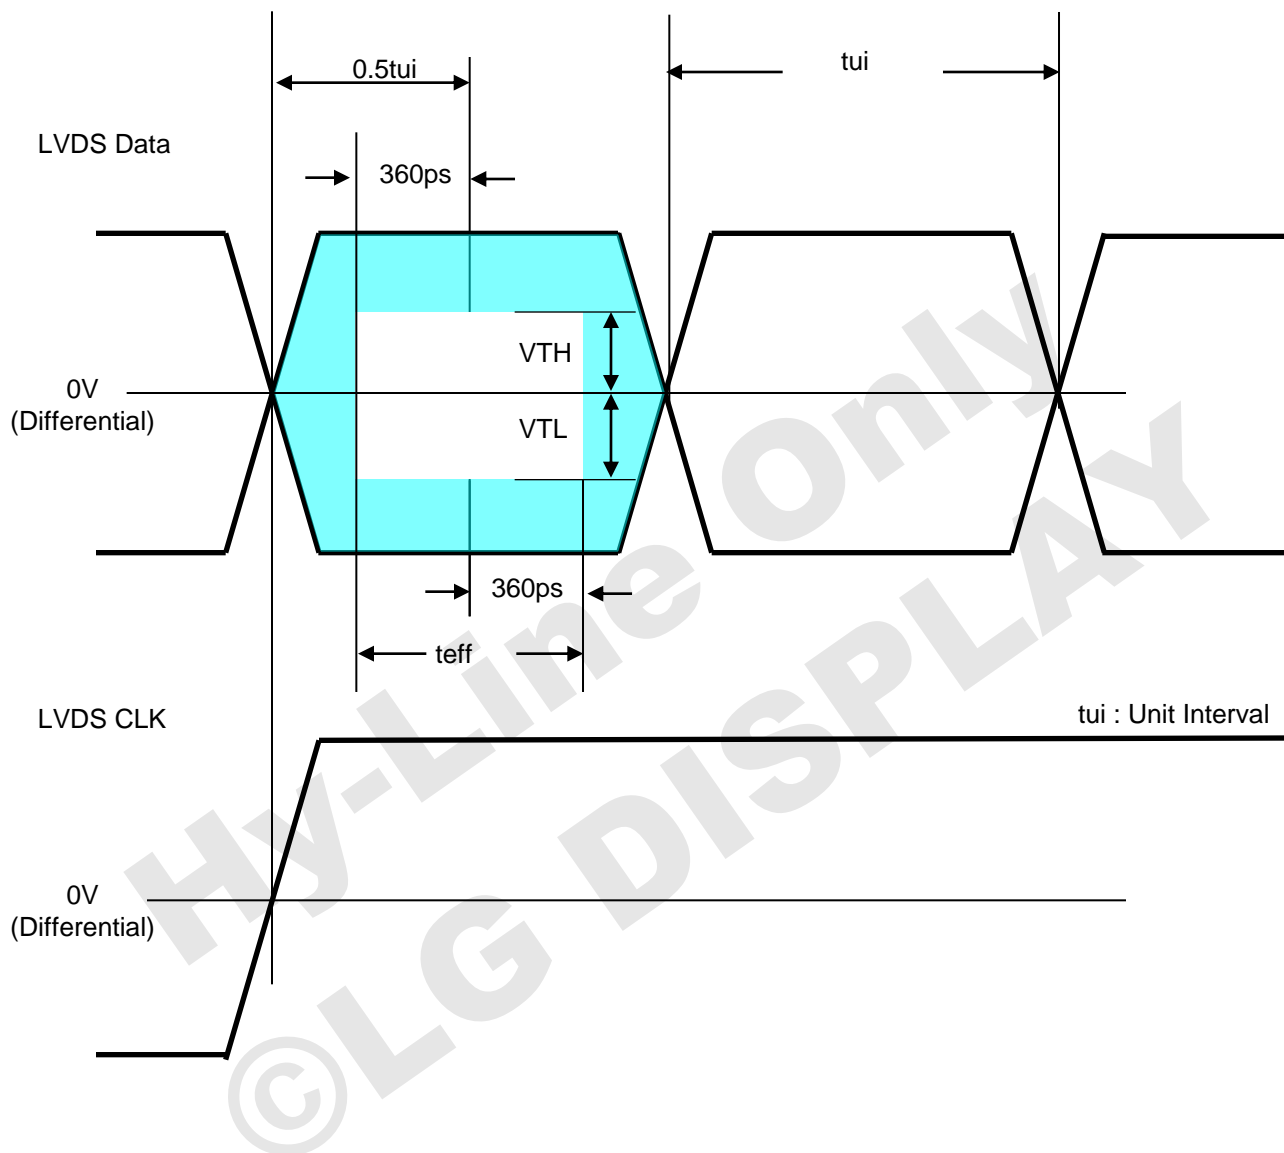 0.5tui
tui
LVDS Data
360ps
VTH
0V
(Differential)
VTL
360ps
teff
LVDS CLK
tui : Unit Interval
0V
(Differential)
Hy-Line Only
©LG DISPLAY